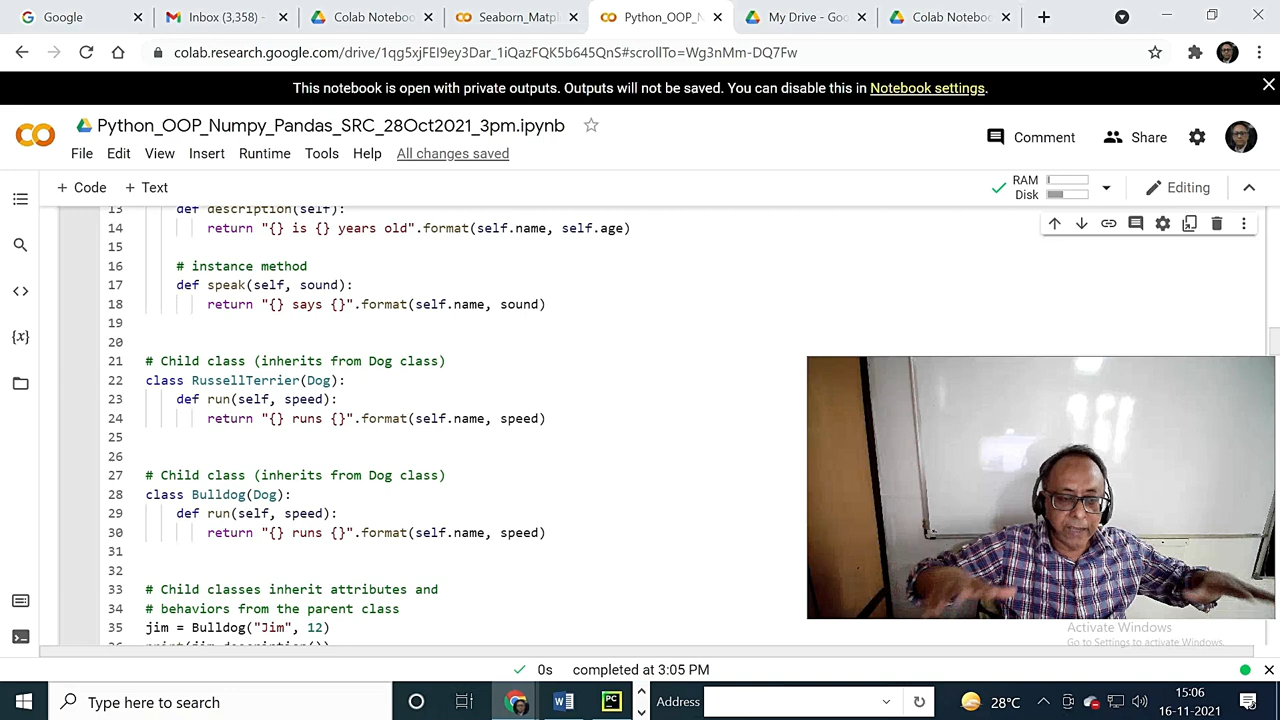 Google
Inbox (3,358) -
Colab Noteboo
Seaborn_Matpl
Python_OOP_N
My Drive - Goo
Colab Noteboo
colab.research.google.com/drive/1qg5xjFEI9ey3Dar_1iQazFQK5b645QnS#scrollTo=Wg3nMm-DQ7Fw
This notebook is open with private outputs. Outputs will not be saved. You can disable this in Notebook settings.
Python_OOP_Numpy_Pandas_SRC_28Oct2021_3pm.ipynb
Comment
Share
File Edit View Insert Runtime Tools Help All changes saved
+ Code + Text
RAM
Disk
Editing
13 def description(self):
14 return "{} is {} years old".format(self.name, self.age)
15
16 # instance method
17 def speak(self, sound):
18 return "{} says {}".format(self.name, sound)
19
20
21 # Child class (inherits from Dog class)
22 class RussellTerrier(Dog):
23 def run(self, speed):
24 return "{} runs {}".format(self.name, speed)
25
26
27 # Child class (inherits from Dog class)
28 class Bulldog(Dog):
29 def run(self, speed):
30 return "{} runs {}".format(self.name, speed)
31
32
33 # Child classes inherit attributes and
34 # behaviors from the parent class
35 jim = Bulldog("Jim", 12)
36 print(jim.description())
Activate Windows
Go to Settings to activate Windows.
0s completed at 3:05 PM
Type here to search
Address
28°C
15:06
16-11-2021